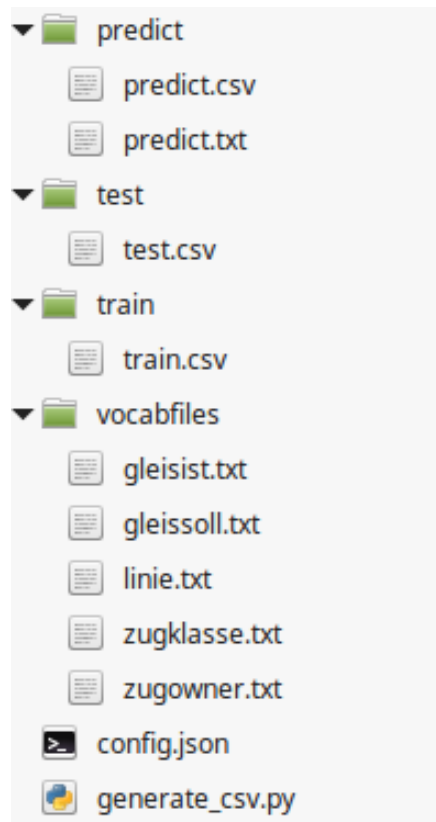 predict
predict.csv
predict.txt
test
test.csv
train
train.csv
vocabfiles
gleisist.txt
gleissoll.txt
linie.txt
zugklasse.txt
zugowner.txt
config.json
generate_csv.py